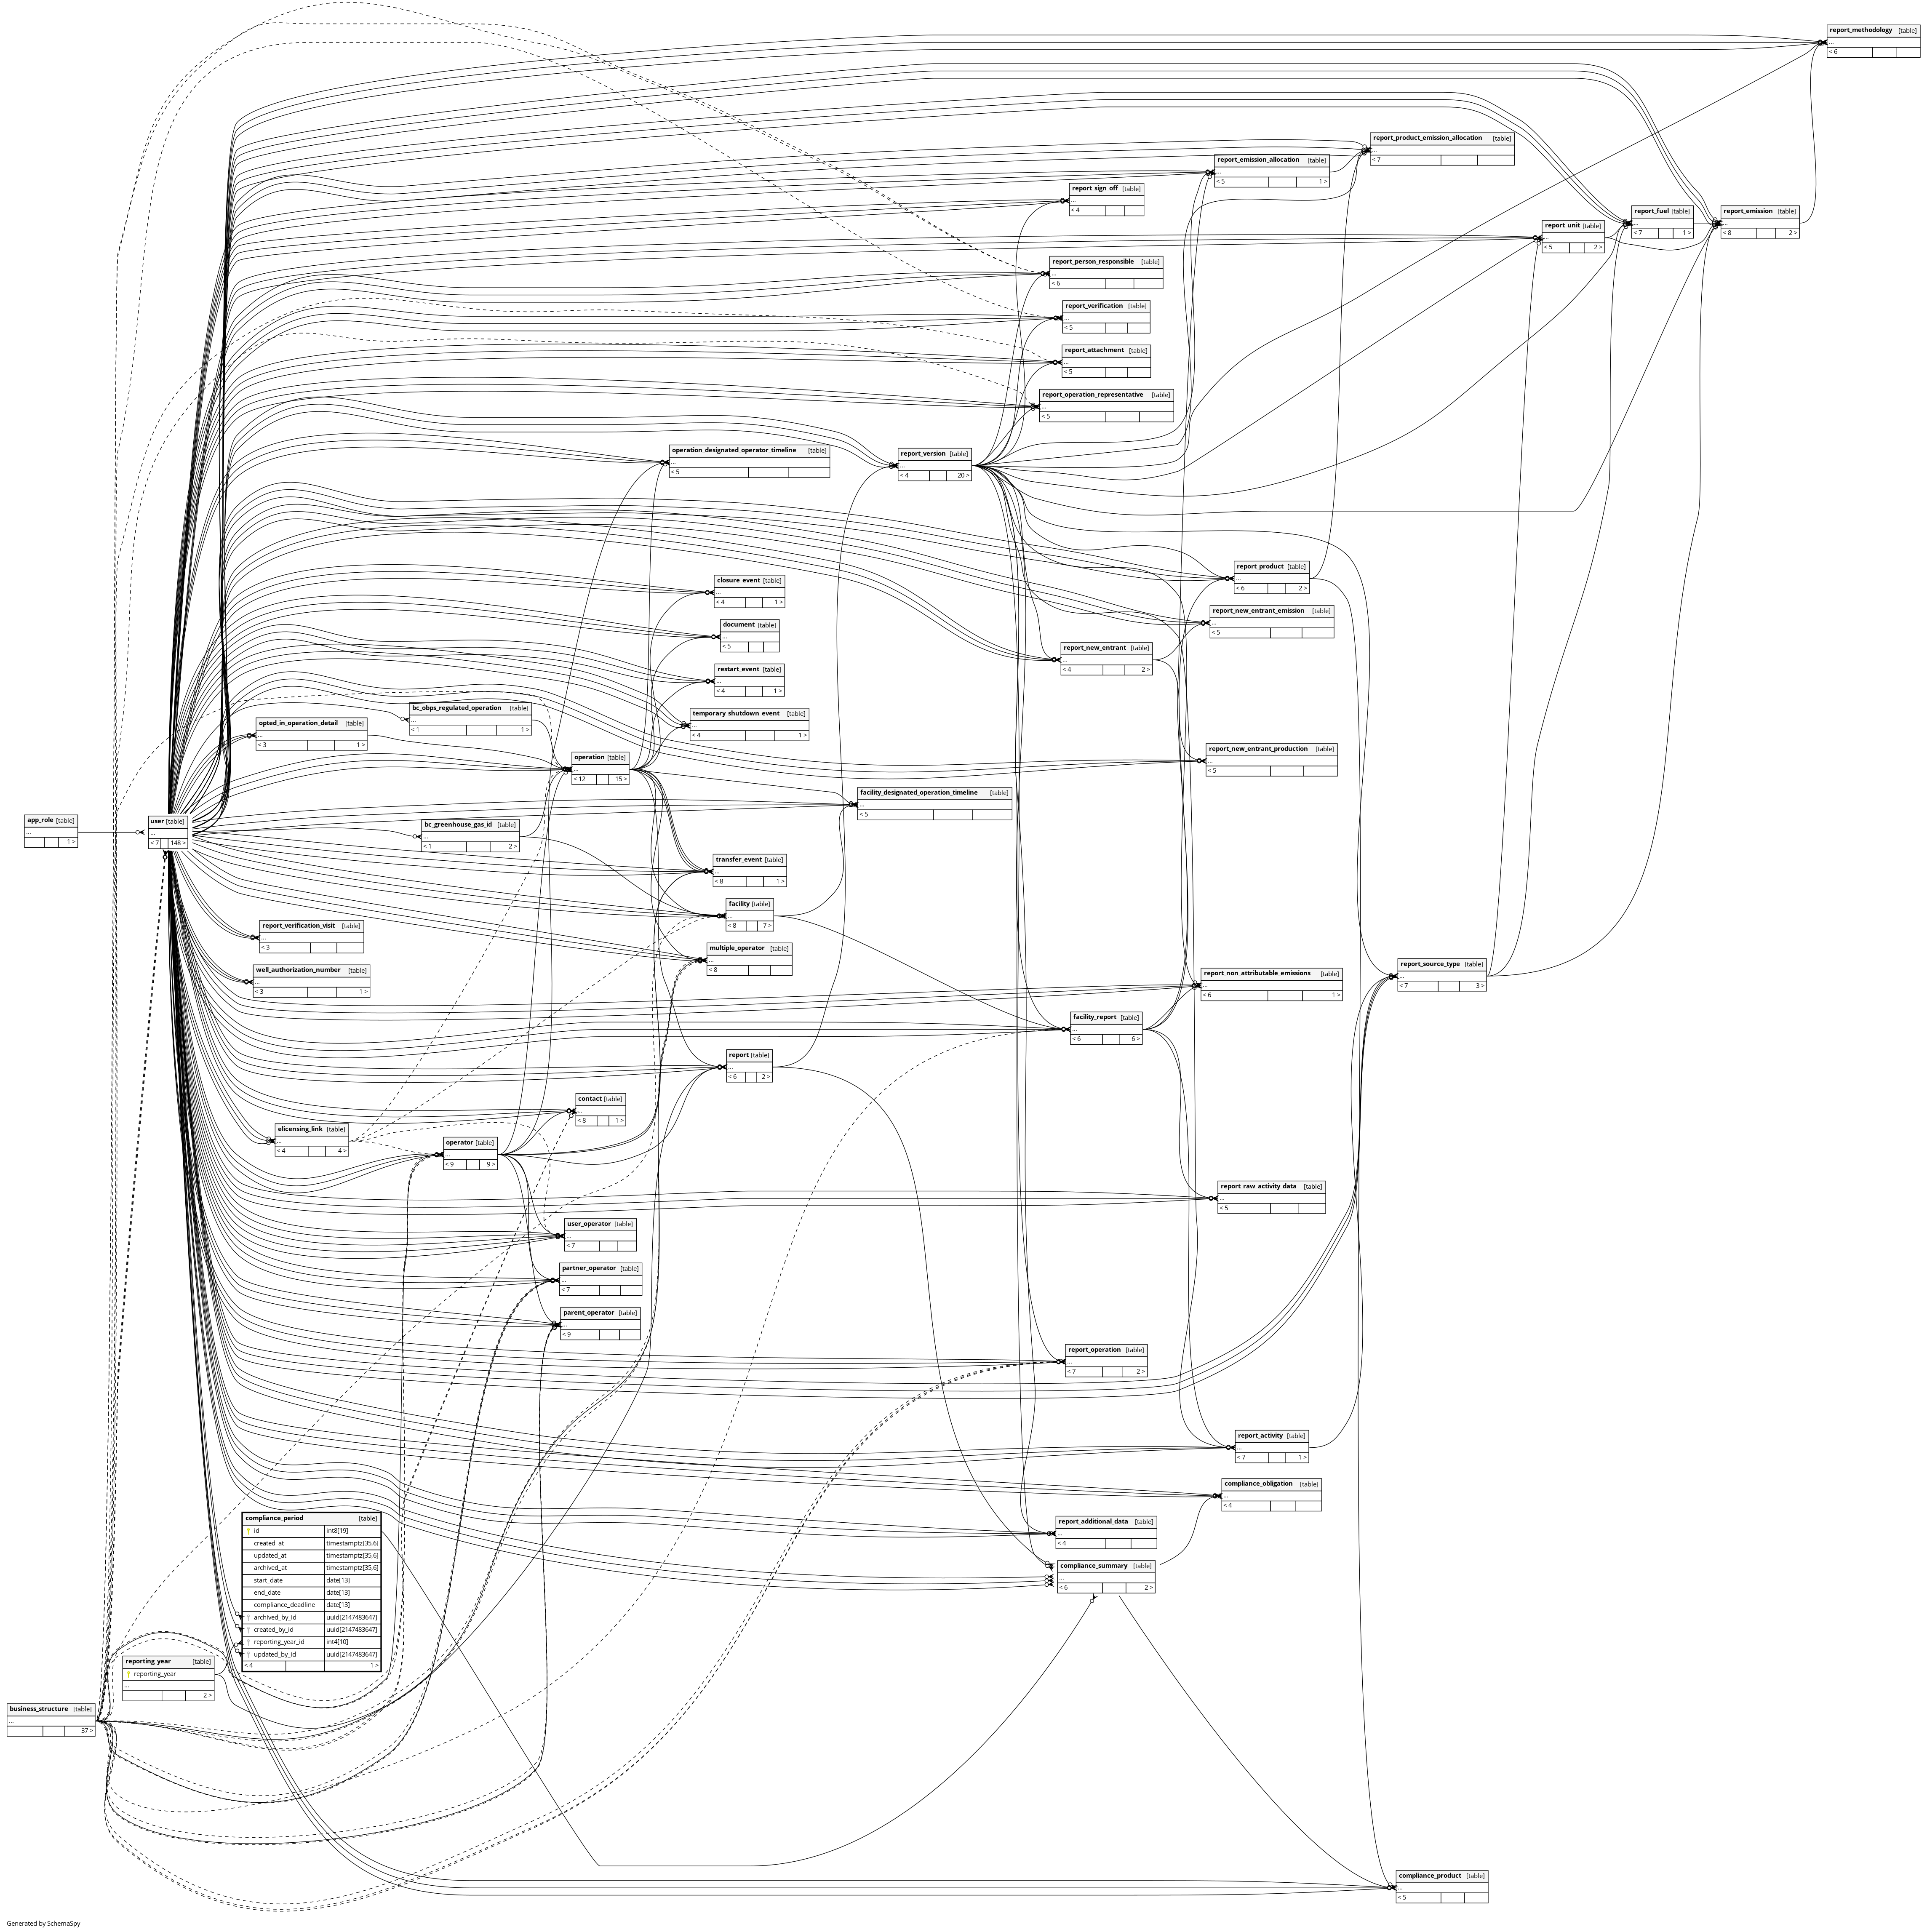 report_methodology [table]
...
< 6
report_product_emission_allocation [table]
...
< 7
report_emission_allocation [table]
...
< 5 1 >
report_sign_off [table]
...
< 4
report_fuel [table]
...
< 7 1 >
report_emission [table]
...
< 8 2 >
report_unit [table]
...
< 5 2 >
report_person_responsible [table]
...
< 6
report_verification [table]
...
< 5
report_attachment [table]
...
< 5
report_operation_representative [table]
...
< 5
operation_designated_operator_timeline [table]
...
< 5
report_version [table]
...
< 4 20 >
report_product [table]
...
< 6 2 >
closure_event [table]
...
< 4 1 >
report_new_entrant_emission [table]
...
< 5
document [table]
...
< 5
report_new_entrant [table]
...
< 4 2 >
restart_event [table]
...
< 4 1 >
bc_obps_regulated_operation [table]
...
< 1 1 >
temporary_shutdown_event [table]
...
< 4 1 >
opted_in_operation_detail [table]
...
< 3 1 >
report_new_entrant_production [table]
...
< 5
operation [table]
...
< 12 15 >
facility_designated_operation_timeline [table]
...
< 5
app_role [table]
...
1 >
user [table]
...
< 7 148 >
bc_greenhouse_gas_id [table]
...
< 1 2 >
transfer_event [table]
...
< 8 1 >
facility [table]
...
< 8 7 >
report_verification_visit [table]
...
< 3
multiple_operator [table]
...
< 8
well_authorization_number [table]
...
< 3 1 >
report_source_type [table]
...
< 7 3 >
report_non_attributable_emissions [table]
...
< 6 1 >
facility_report [table]
...
< 6 6 >
report [table]
...
< 6 2 >
contact [table]
...
< 8 1 >
elicensing_link [table]
...
< 4 4 >
operator [table]
...
< 9 9 >
report_raw_activity_data [table]
...
< 5
user_operator [table]
...
< 7
partner_operator [table]
...
< 7
parent_operator [table]
...
< 9
report_operation [table]
...
< 7 2 >
report_activity [table]
...
< 7 1 >
compliance_obligation [table]
...
< 4
report_additional_data [table]
...
< 4
compliance_summary [table]
...
< 6 2 >
compliance_period [table]
id int8[19]
created_at timestamptz[35,6]
updated_at timestamptz[35,6]
archived_at timestamptz[35,6]
start_date date[13]
end_date date[13]
compliance_deadline date[13]
archived_by_id uuid[2147483647]
created_by_id uuid[2147483647]
reporting_year_id int4[10]
updated_by_id uuid[2147483647]
< 4 1 >
reporting_year [table]
reporting_year
...
2 >
business_structure [table]
...
37 >
compliance_product [table]
...
< 5
Generated by SchemaSpy